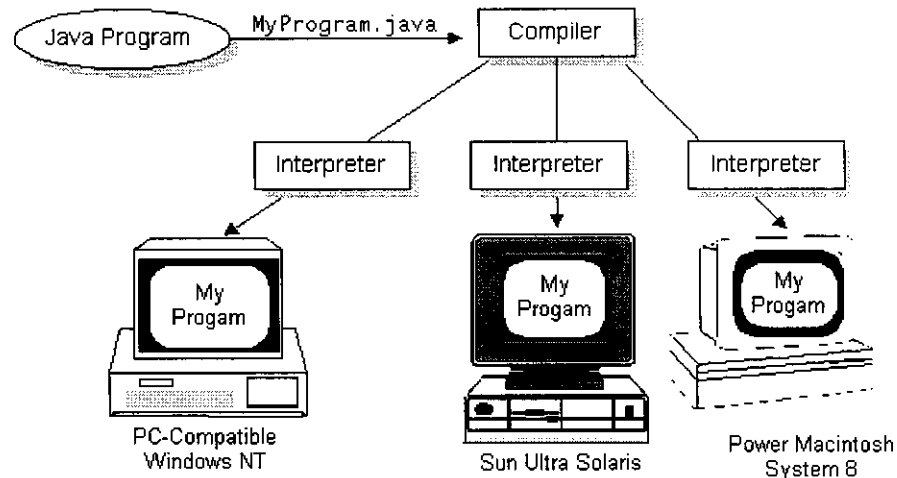 Java Program
MyProgram.java
Compiler
Interpreter
Interpreter
Interpreter
My
Progam
My
Progam
My
Progam
PC-Compatible
Windows NT
Sun Ultra Solaris
Power Macintosh
System 8